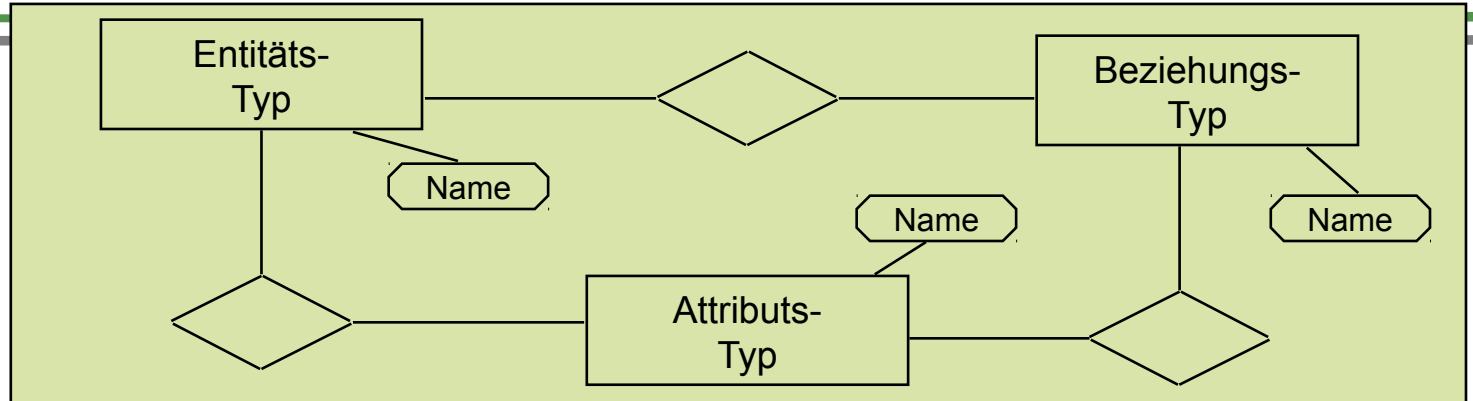 Entitäts-
Typ
Beziehungs-
Typ
Name
Name
Name
Attributs-
Typ